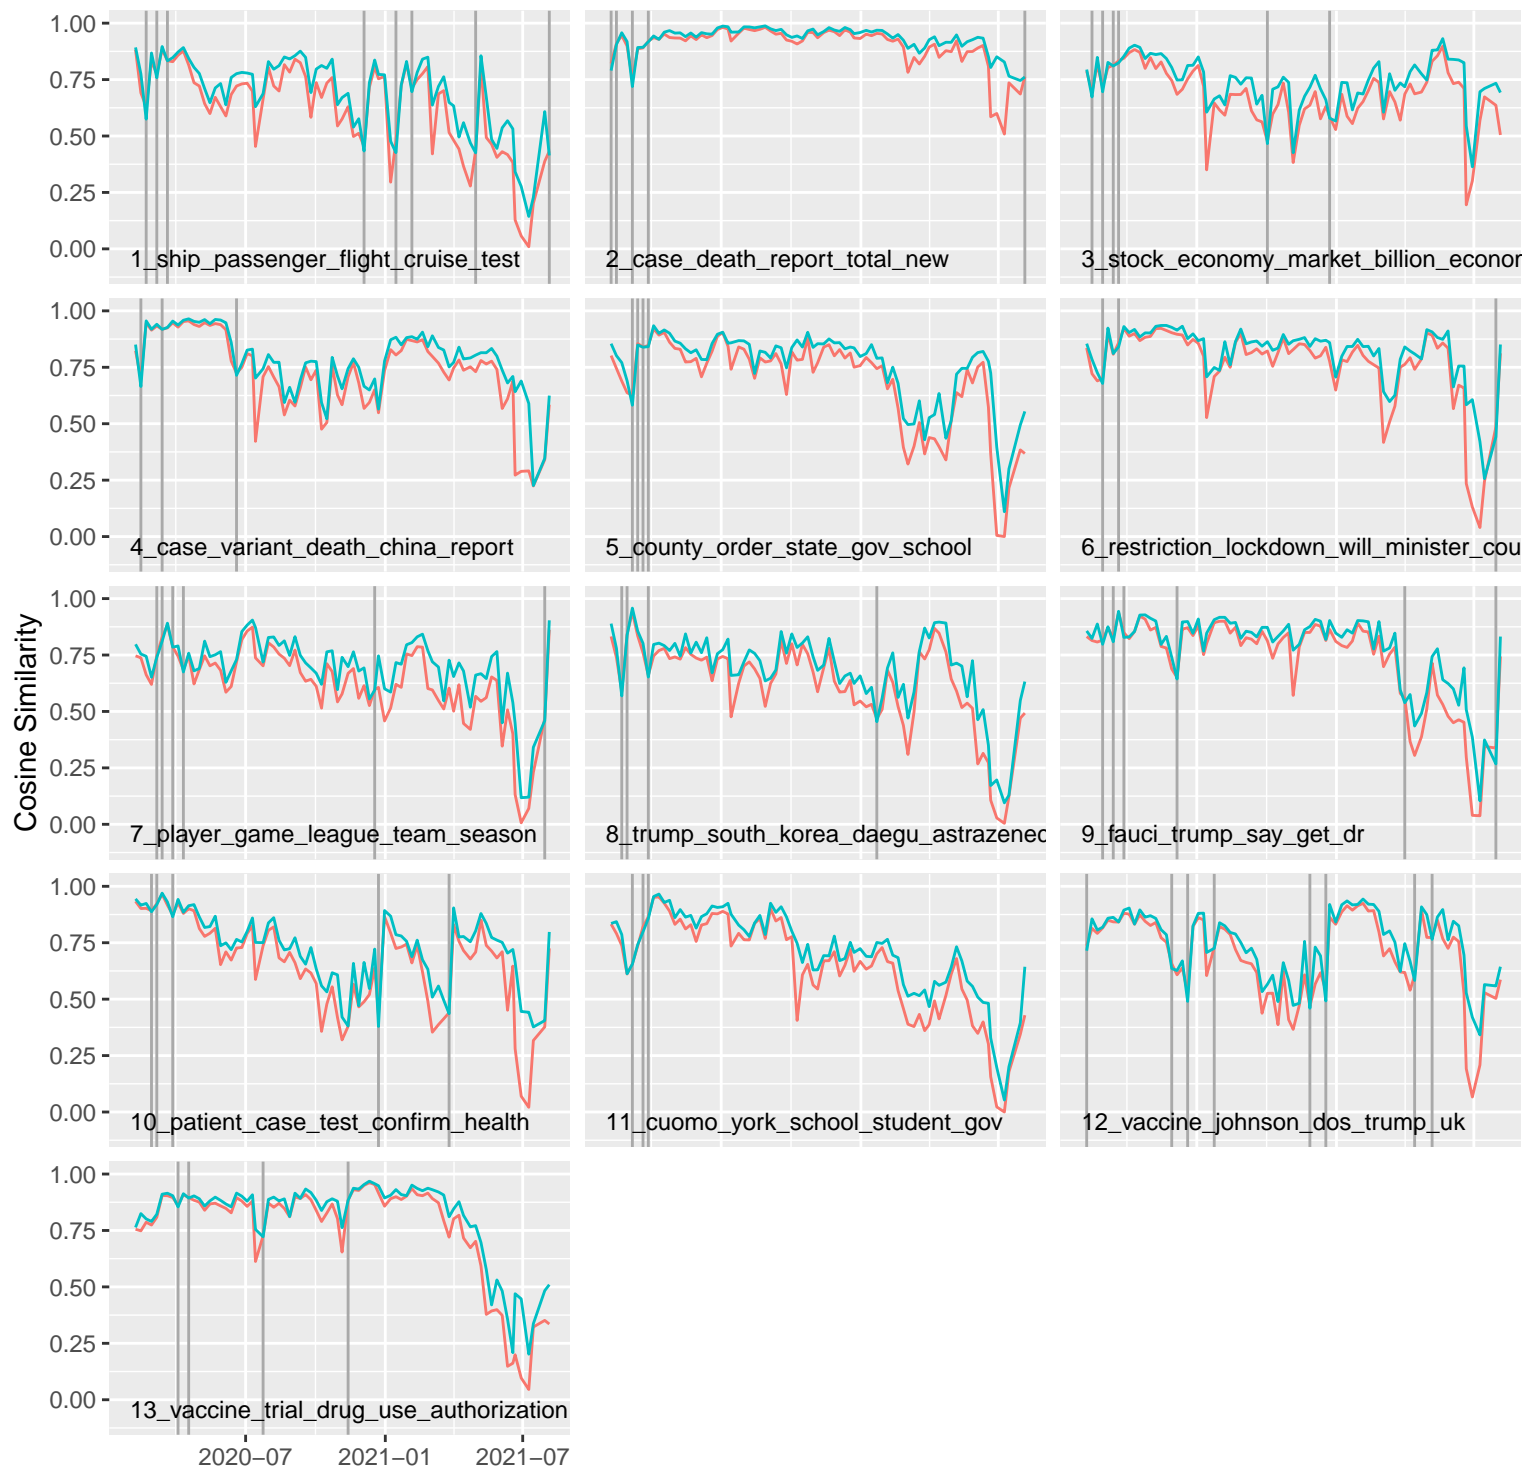 1.00
0.75
0.50
0.25
0.00
1_ship_passenger_flight_cruise_test
2_case_death_report_total_new
3_stock_economy_market_billion_econor
1.00
0.75
0.50
0.25
0.00
4_case_variant_death_china_report
5_county_order_state_gov_school
6_restriction_lockdown_will_minister_cou
Cosine Similarity
1.00
0.75
0.50
0.25
0.00
7_player_game_league_team_season
8_trump_south_korea_daegu_astrazenec
9_fauci_trump_say_get_dr
1.00
0.75
0.50
0.25
0.00
10_patient_case_test_confirm_health
11_cuomo_york_school_student_gov
12_vaccine_johnson_dos_trump_uk
1.00
0.75
0.50
0.25
0.00
13_vaccine_trial_drug_use_authorization
2020−07
2021−01
2021−07